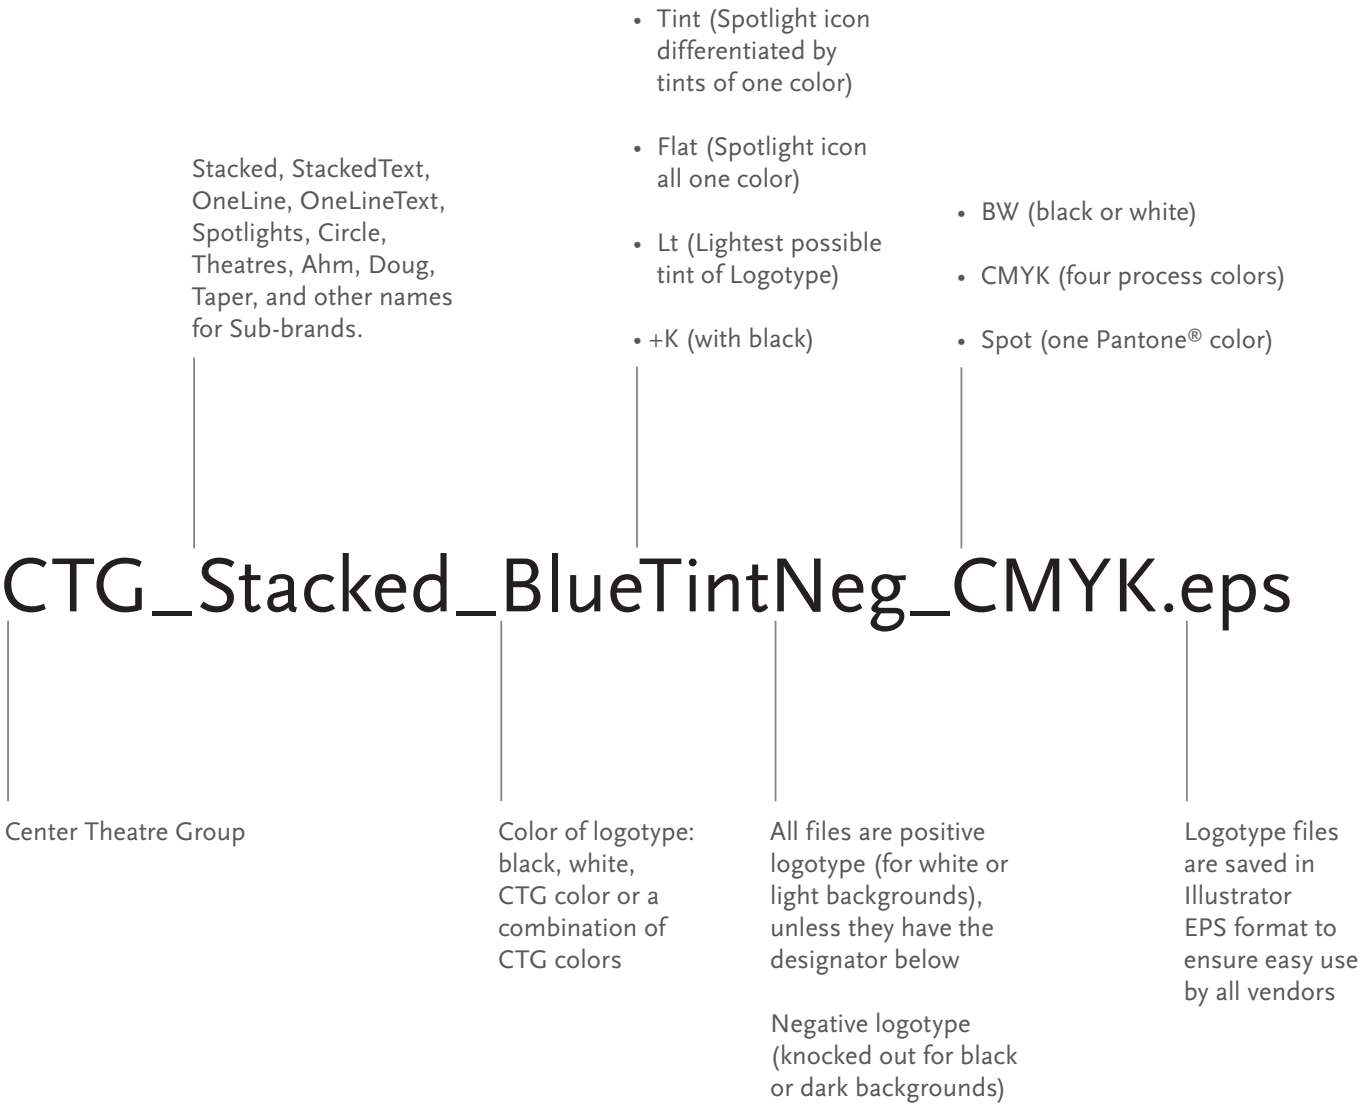 • Tint (Spotlight icon
differentiated by
tints of one color)
• Flat (Spotlight icon
all one color)
• Lt (Lightest possible
tint of Logotype)
• +K (with black)
Stacked, StackedText,
OneLine, OneLineText,
Spotlights, Circle,
Theatres, Ahm, Doug,
Taper, and other names
for Sub-brands.
• BW (black or white)
• CMYK (four process colors)
• Spot (one Pantone® color)
CTG_Stacked_BlueTintNeg_CMYK.eps
Center Theatre Group
Color of logotype:
black, white,
CTG color or a
combination of
CTG colors
All files are positive
logotype (for white or
light backgrounds),
unless they have the
designator below
Negative logotype
(knocked out for black
or dark backgrounds)
Logotype files
are saved in
Illustrator
EPS format to
ensure easy use
by all vendors